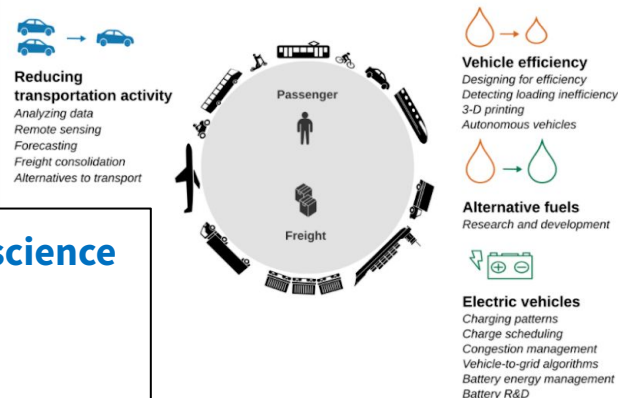 Reducing
transportation activity
Analyzing data
Remote sensing
Forecasting
Freight consolidation
Alternatives to transport
science
Passenger
Freight
Vehicle efficiency
Designing for efficiency
Detecting loading inefficiency
3-D printing
Autonomous vehicles
Alternative fuels
Research and development
Electric vehicles
Charging patterns
Charge scheduling
Congestion management
Vehicle-to-grid algorithms
Battery energy management
Battery R&D